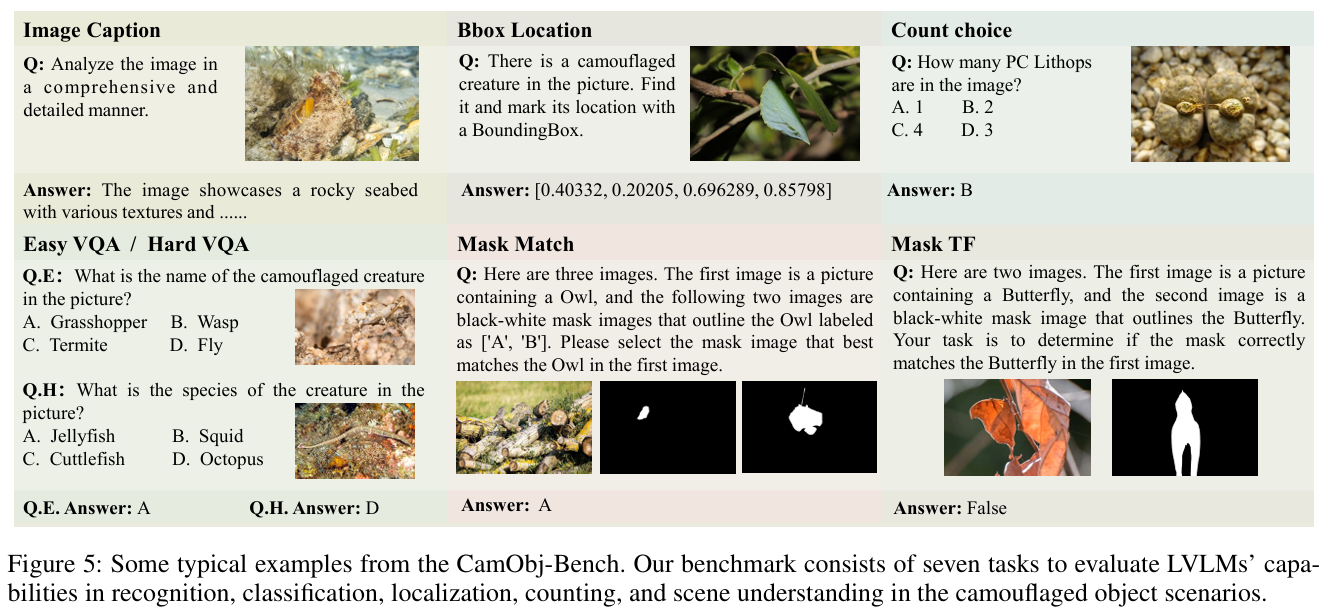 Image Caption
Q: Analyze the image in
a comprehensive and
detailed manner.
Answer: The image showcases a rocky seabed
with various textures and ......
Bbox Location
Q: There is a camouflaged
creature in the picture. Find
it and mark its location with
a BoundingBox.
Answer: [0.40332, 0.20205, 0.696289, 0.85798]
Count choice
Q: How many PC Lithops
are in the image?
A. 1 B. 2
C. 4 D. 3
Answer: B
Easy VQA / Hard VQA
Q.E: What is the name of the camouflaged creature
in the picture?
A. Grasshopper B. Wasp
C. Termite D. Fly
Q.H: What is the species of the creature in the
picture?
A. Jellyfish B. Squid
C. Cuttlefish D. Octopus
Q.E. Answer: A Q.H. Answer: D
Mask Match
Q: Here are three images. The first image is a picture
containing a Owl, and the following two images are
black-white mask images that outline the Owl labeled
as ['A', 'B']. Please select the mask image that best
matches the Owl in the first image.
Answer: A
Mask TF
Q: Here are two images. The first image is a picture
containing a Butterfly, and the second image is a
black-white mask image that outlines the Butterfly.
Your task is to determine if the mask correctly
matches the Butterfly in the first image.
Answer: False
Figure 5: Some typical examples from the CamObj-Bench. Our benchmark consists of seven tasks to evaluate LVLMs' capa-
bilities in recognition, classification, localization, counting, and scene understanding in the camouflaged object scenarios.